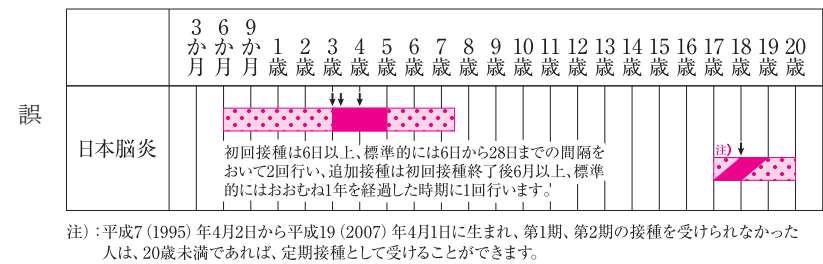 誤
3か月 6か月 9か月 1歳 2歳 3歳 4歳 5歳 6歳 7歳 8歳 9歳 10歳 11歳 12歳 13歳 14歳 15歳 16歳 17歳 18歳 19歳 20歳
日本脳炎
初回接種は6日以上、標準的には6日から28日までの間隔を
おいて2回行い、追加接種は初回接種終了後6月以上、標準
的にはおおむね1年を経過した時期に1回行います。
注）
注）：平成7（1995）年4月2日から平成19（2007）年4月1日に生まれ、第1期、第2期の接種を受けられなかった
人は、20歳未満であれば、定期接種として受けることができます。